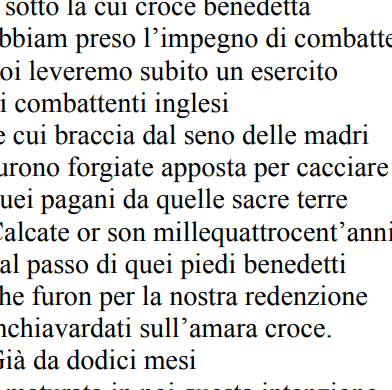 sotto la cui croce benedetta
bbiam preso l’impegno di combatte
oi leveremo subito un esercito
i combattenti inglesi
e cui braccia dal seno delle madri
urono forgiate apposta per cacciare
uei pagani da quelle sacre terre
Calcate or son millequattrocent’anni
al passo di quei piedi benedetti
he furon per la nostra redenzione
nchiavardati sull’amara croce.
Già da dodici mesi